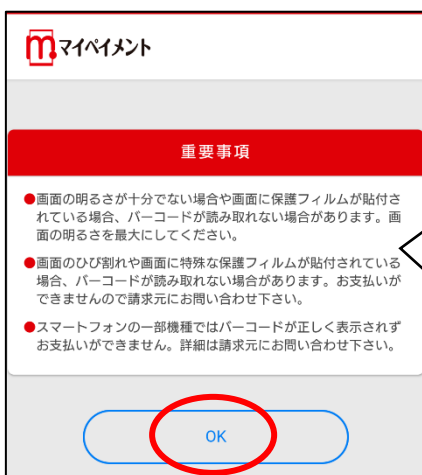 m.マイペイメント
重要事項
●画面の明るさが十分でない場合や画面に保護フィルムが貼付さ
れている場合、バーコードが読み取れない場合があります。画
面の明るさを最大にしてください。
●画面のひび割れや画面に特殊な保護フィルムが貼付されている
場合、バーコードが読み取れない場合があります。お支払いが
できませんので請求元にお問い合わせ下さい。
●スマートフォンの一部機種ではバーコードが正しく表示されず
お支払いができません。詳細は請求元にお問い合わせ下さい。
OK